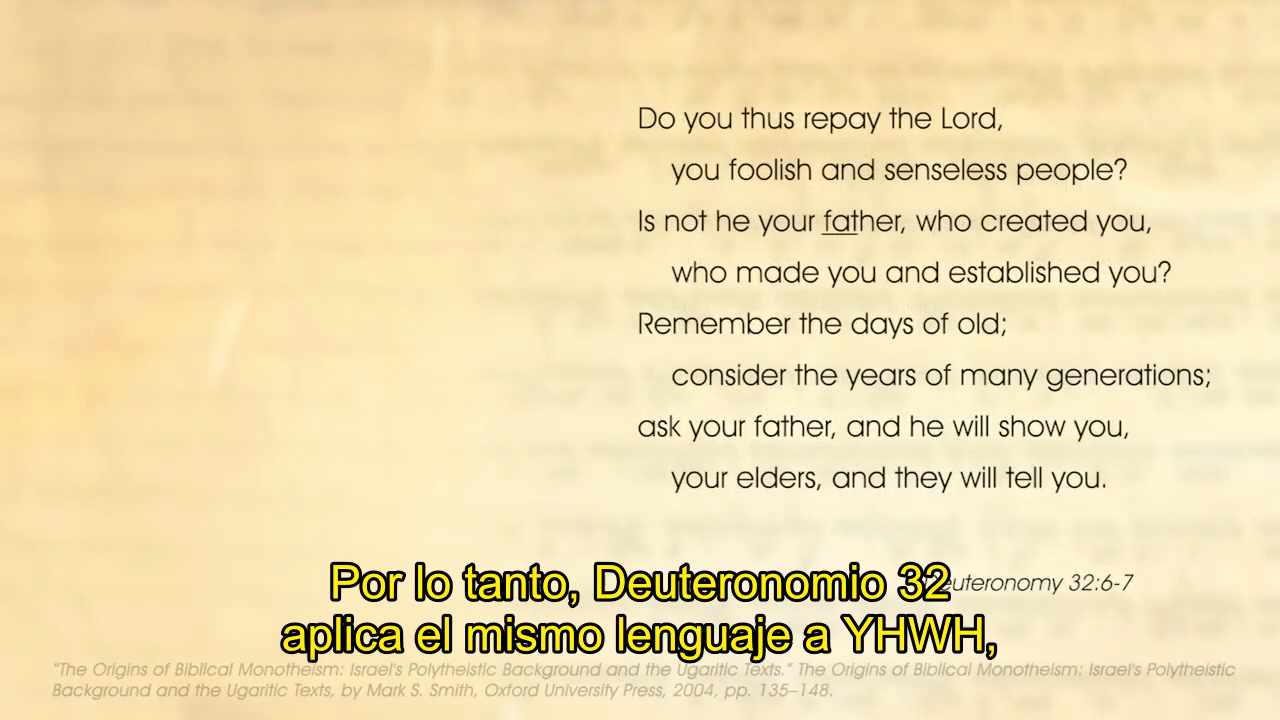 Do you thus repay the Lord,
you foolish and senseless people?
Is not he your father, who created you,
who made you and established you?
Remember the days of old;
consider the years of many generations;
ask your father, and he will show you,
your elders, and they will tell you.
Deuteronomy 32:6-7
Por lo tanto, Deuteronomio 32
aplica el mismo lenguaje a YHWH,
"The Origins of Biblical Monotheism: Israel's Polytheistic Background and the Ugaritic Texts." The Origins of Biblical Monotheism: Israel's Polytheistic
Background and the Ugaritic Texts, by Mark S. Smith, Oxford University Press, 2004, pp. 135–148.